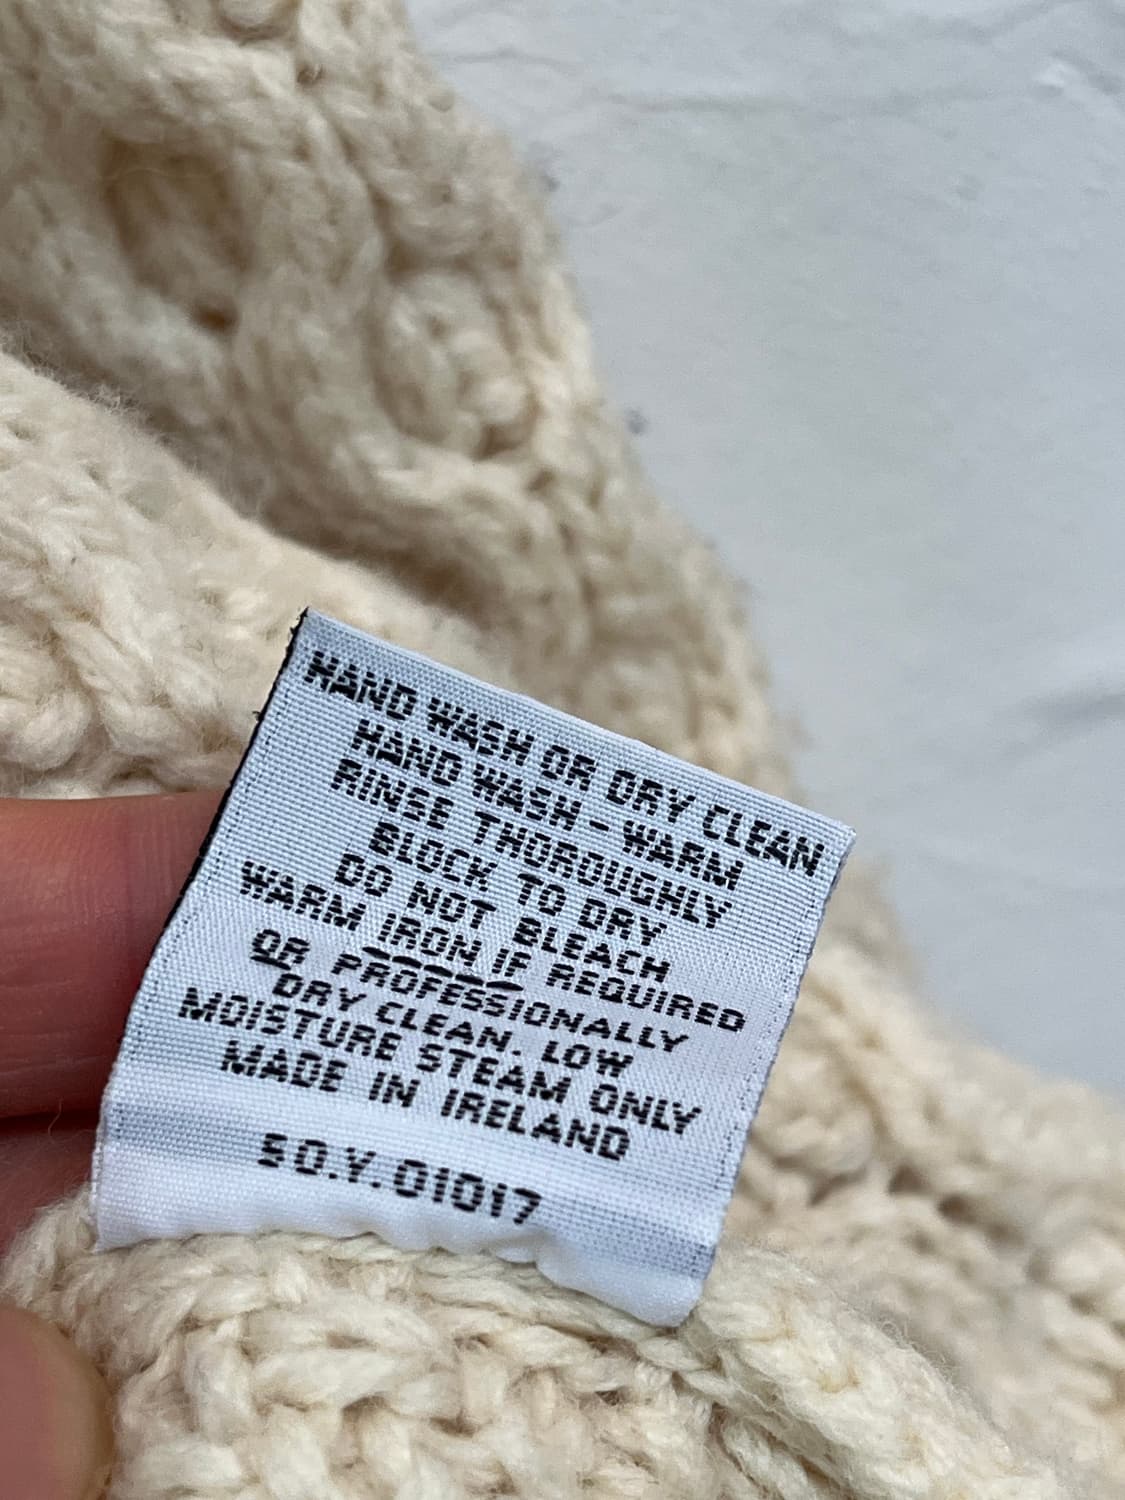 HAND WASH OR DRY CLEAN
HAND WASH - WARM
RINSE THOROUGHLY
BLOCK TO DRY
DO NOT BLEACH
WARM IRON IF REQUIRED
OR PROFESSIONALLY
DRY CLEAN. LOW
MOISTURE STEAM ONLY
MADE IN IRELAND
50.Y.01017